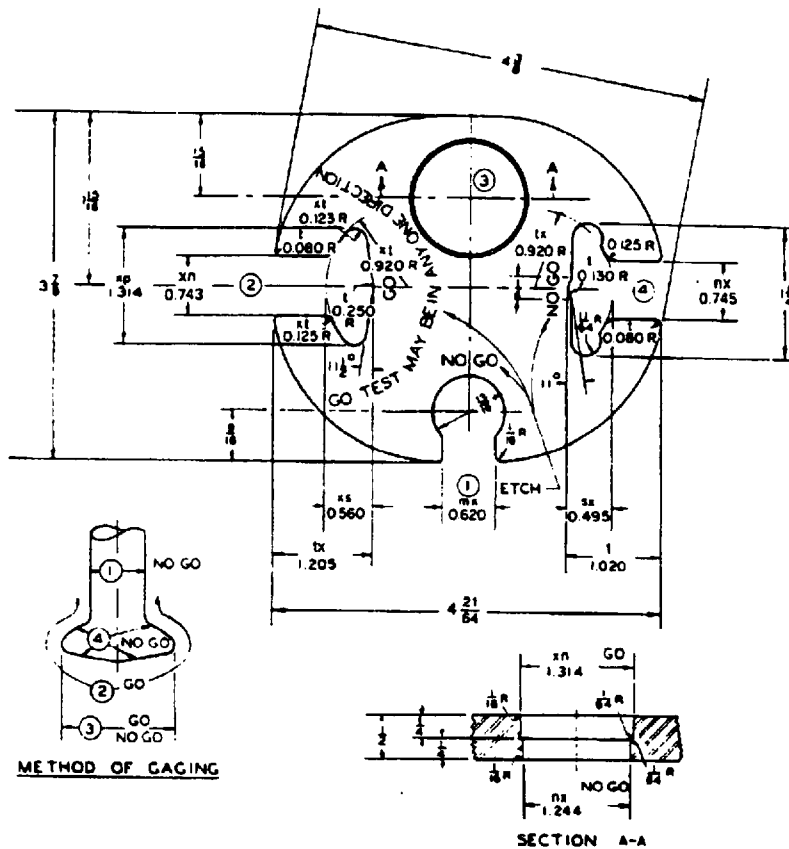 4 7/8
15/16
1 15/16
3 7/8
A
A
3
xt
0.123 R
t
0.080 R
xt
0.920 R
tx
0.920 R
0.125 R
t
0.130 R
xp
1.314
xn
0.743
2
4
nx
0.745
t
0.250
R
GO
NO GO
xt
0.125 R
11 1/2°
1/64 R
t
0.080 R
11°
GO TEST MAY BE IN ANY ONE DIRECTION
NO GO
1/16 R
1
ETCH
xs
0.560
mx
0.620
sx
0.495
tx
1.205
t
1.020
4 21/64
1
NO GO
4
NO GO
2
GO
3
GO
NO GO
METHOD OF GAGING
xn
1.314
GO
1/16 R
1/64 R
1/16 R
1/64 R
NO GO
nx
1.244
SECTION A-A